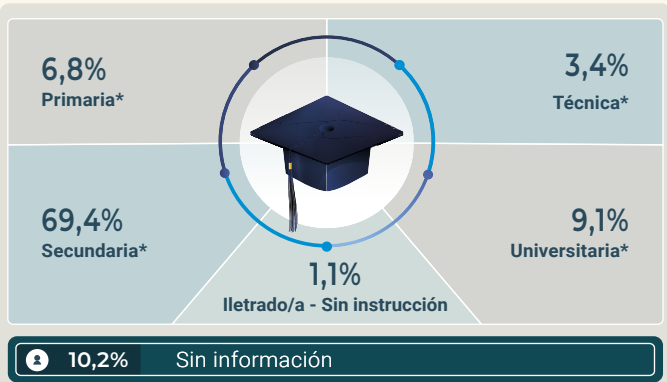 6,8%
Primaria*
3,4%
Técnica*
69,4%
Secundaria*
9,1%
Universitaria*
1,1%
Iletrado/a - Sin instrucción
10,2% Sin información